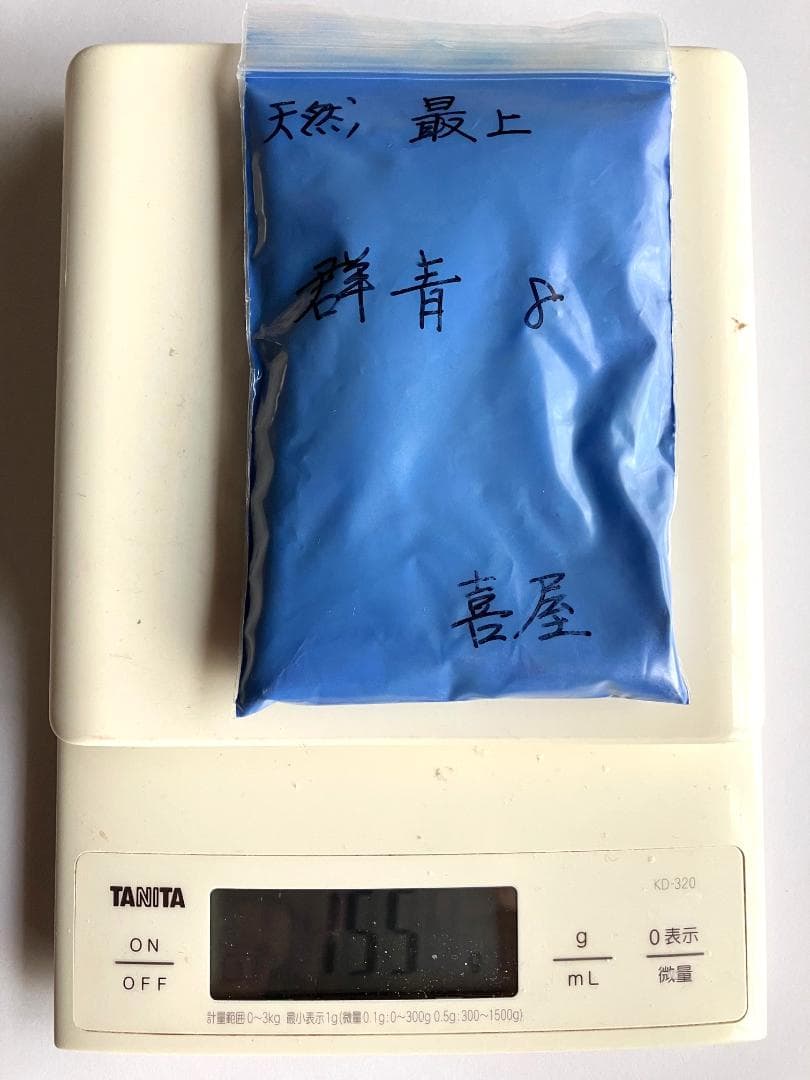 天然 最上
群青 8
喜屋
KD-320
TANITA
155 g
ON
OFF
g
mL
0表示
微量
計量範囲0～3kg 最小表示1g(微量0.1g:0～300g 0.5g:300～1500g)